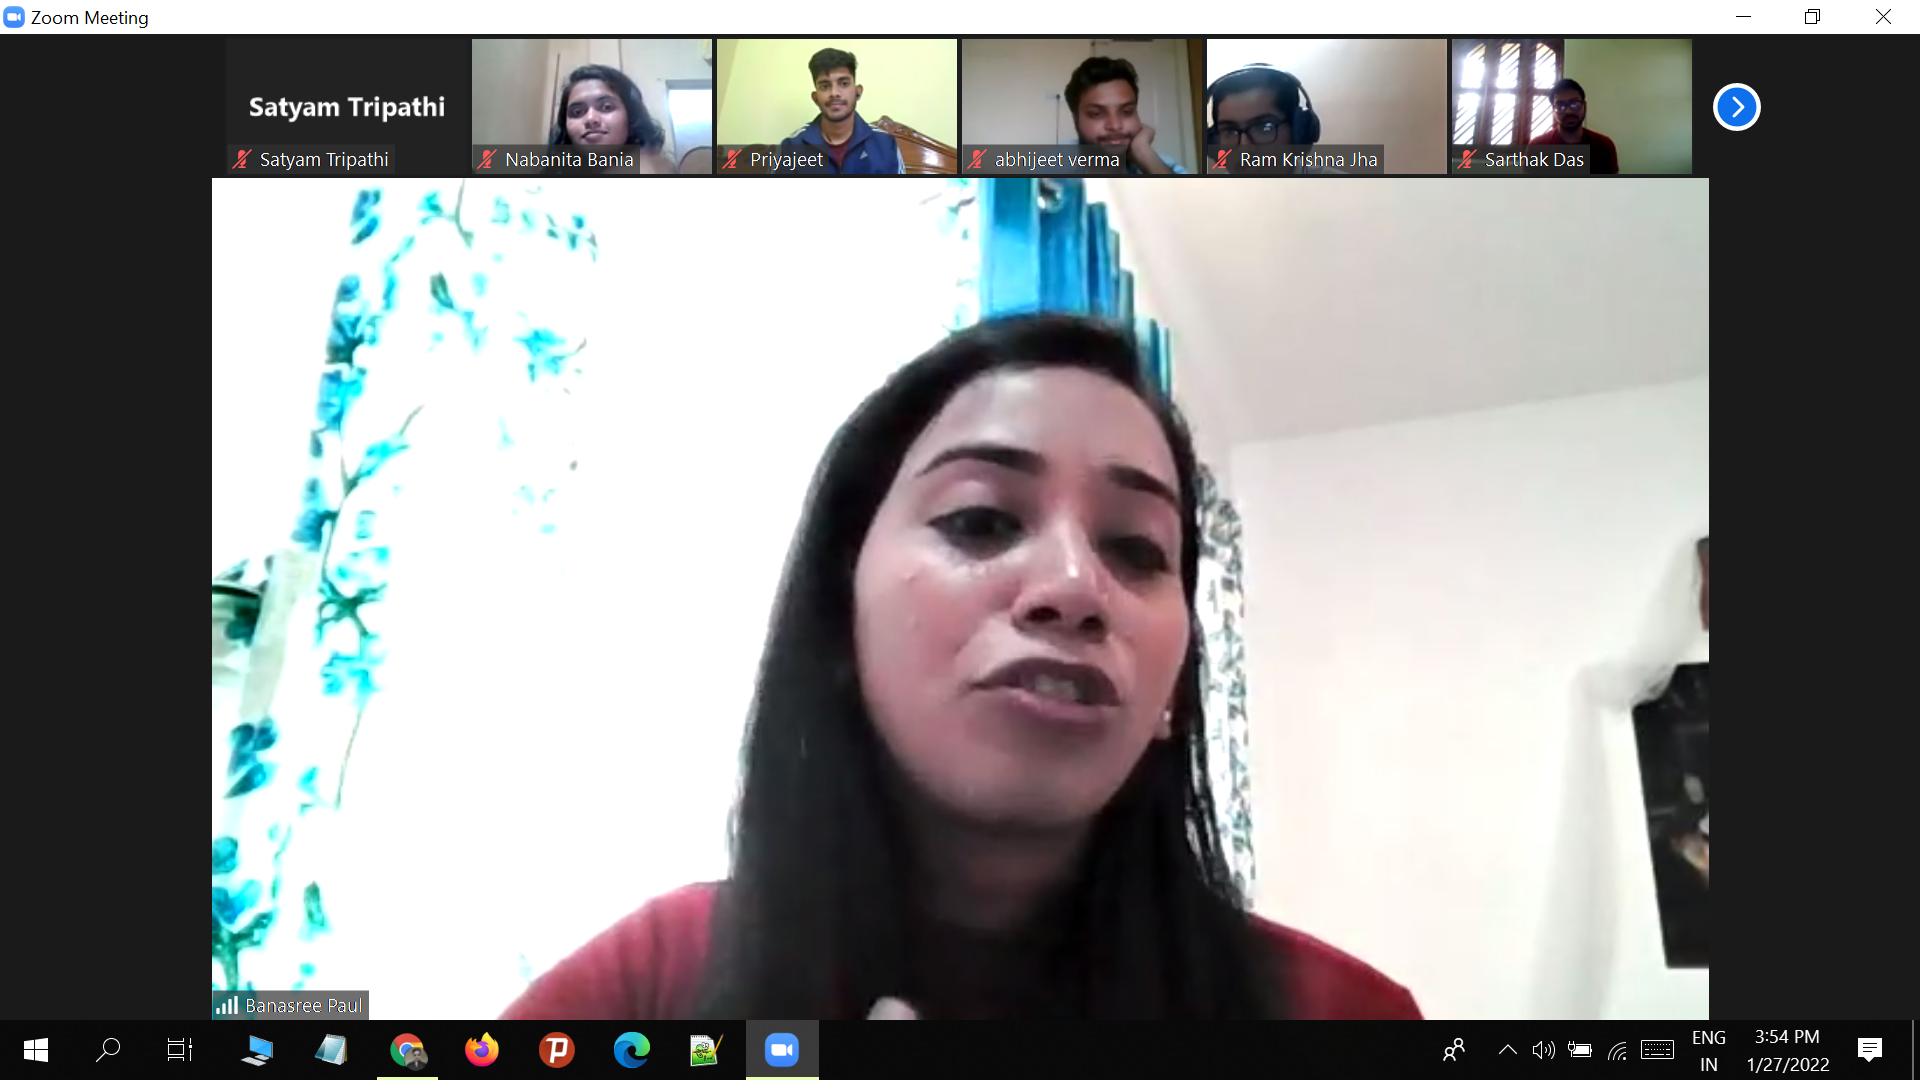 Zoom Meeting
Satyam Tripathi
Satyam Tripathi
Nabanita Bania
Priyajeet
abhijeet verma
Ram Krishna Jha
Sarthak Das
Banasree Paul
ENG
IN
3:54 PM
1/27/2022